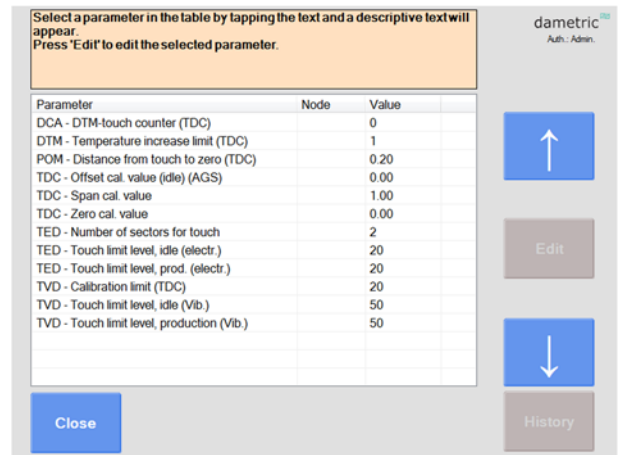 Select a parameter in the table by tapping the text and a descriptive text will
appear.
Press 'Edit' to edit the selected parameter.
dametric
Auth.: Admin.
Parameter Node Value
DCA - DTM-touch counter (TDC) 0
DTM - Temperature increase limit (TDC) 1
POM - Distance from touch to zero (TDC) 0.20
TDC - Offset cal. value (idle) (AGS) 0.00
TDC - Span cal. value 1.00
TDC - Zero cal. value 0.00
TED - Number of sectors for touch 2
TED - Touch limit level, idle (electr.) 20
TED - Touch limit level, prod. (electr.) 20
TVD - Calibration limit (TDC) 20
TVD - Touch limit level, idle (Vib.) 50
TVD - Touch limit level, production (Vib.) 50
↑
Edit
↓
Close
History